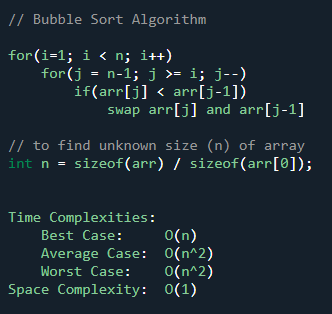 // Bubble Sort Algorithm
for(i=1; i < n; i++)
for(j = n-1; j >= i; j--)
if(arr[j] < arr[j-1])
swap arr[j] and arr[j-1]
// to find unknown size (n) of array
int n = sizeof(arr) / sizeof(arr[0]);
Time Complexities:
Best Case: O(n)
Average Case: O(n^2)
Worst Case: O(n^2)
Space Complexity: O(1)